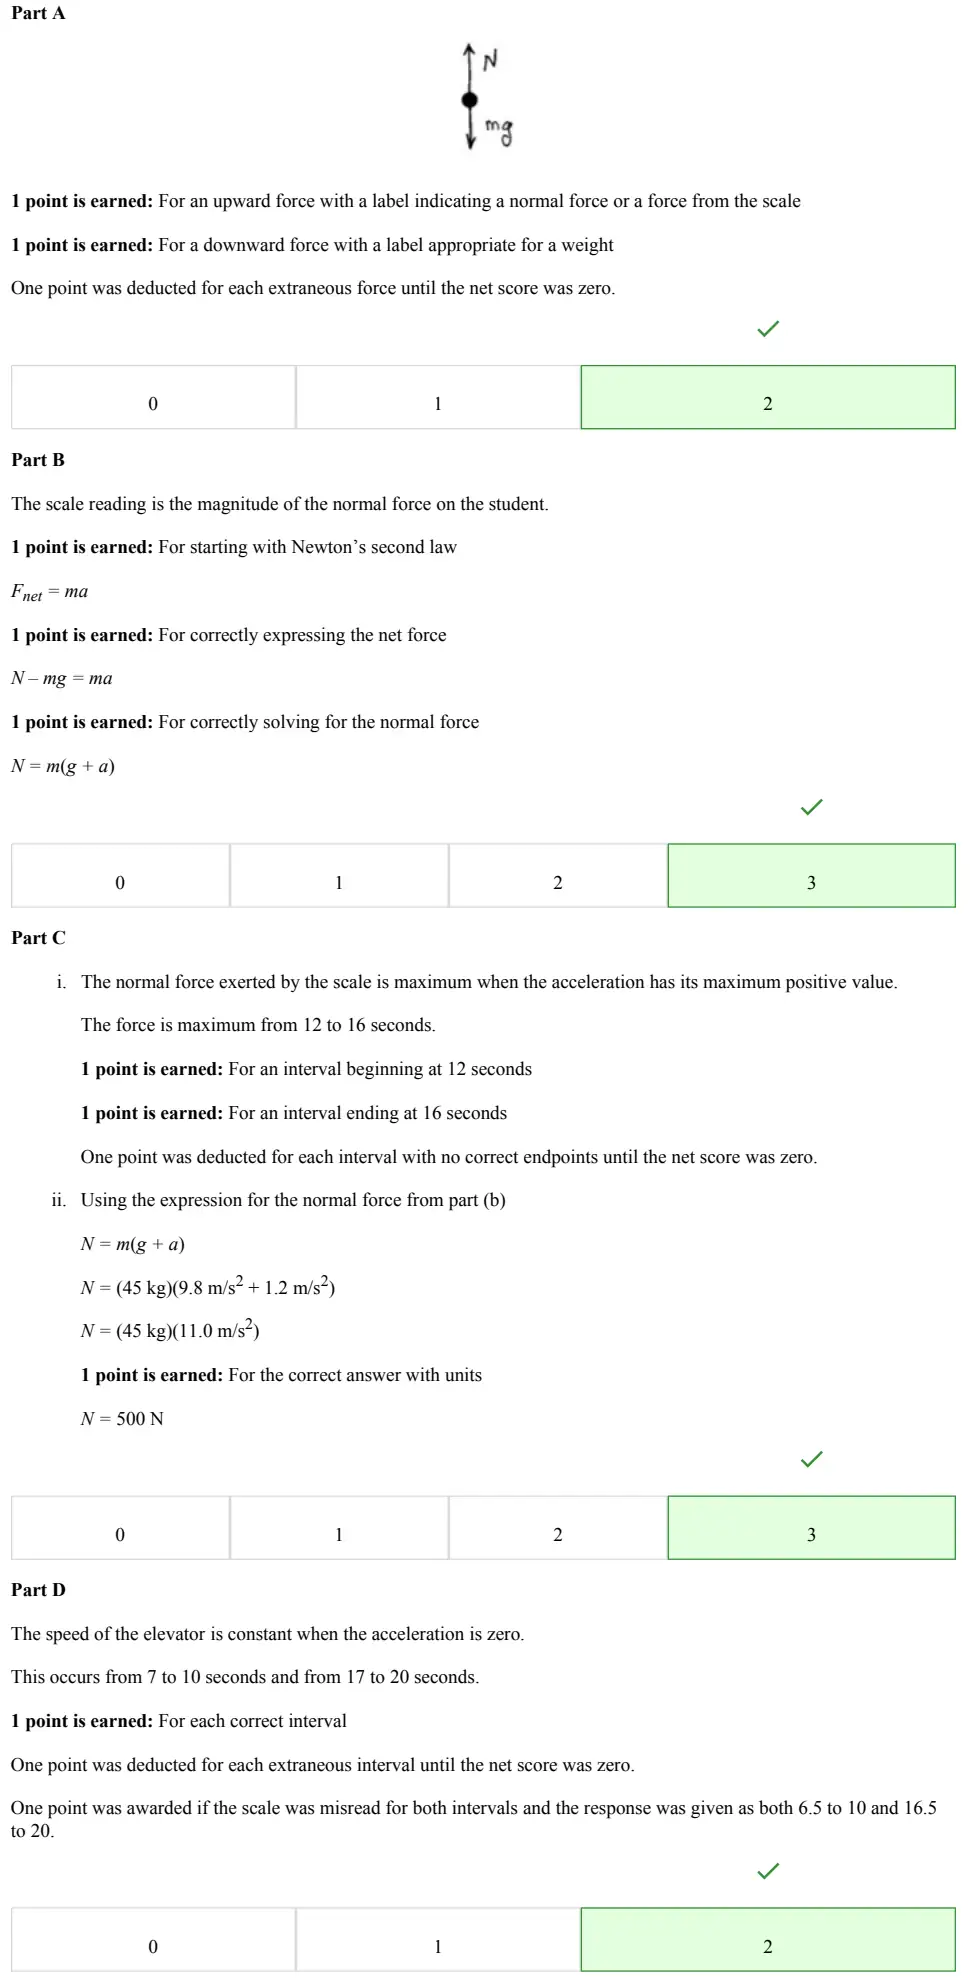 Part A
N
mg
1 point is earned: For an upward force with a label indicating a normal force or a force from the scale
1 point is earned: For a downward force with a label appropriate for a weight
One point was deducted for each extraneous force until the net score was zero.
0 1 2
Part B
The scale reading is the magnitude of the normal force on the student.
1 point is earned: For starting with Newton’s second law
Fnet = ma
1 point is earned: For correctly expressing the net force
N – mg = ma
1 point is earned: For correctly solving for the normal force
N = m(g + a)
0 1 2 3
Part C
i. The normal force exerted by the scale is maximum when the acceleration has its maximum positive value.
The force is maximum from 12 to 16 seconds.
1 point is earned: For an interval beginning at 12 seconds
1 point is earned: For an interval ending at 16 seconds
One point was deducted for each interval with no correct endpoints until the net score was zero.
ii. Using the expression for the normal force from part (b)
N = m(g + a)
N = (45 kg)(9.8 m/s² + 1.2 m/s²)
N = (45 kg)(11.0 m/s²)
1 point is earned: For the correct answer with units
N = 500 N
0 1 2 3
Part D
The speed of the elevator is constant when the acceleration is zero.
This occurs from 7 to 10 seconds and from 17 to 20 seconds.
1 point is earned: For each correct interval
One point was deducted for each extraneous interval until the net score was zero.
One point was awarded if the scale was misread for both intervals and the response was given as both 6.5 to 10 and 16.5
to 20.
0 1 2